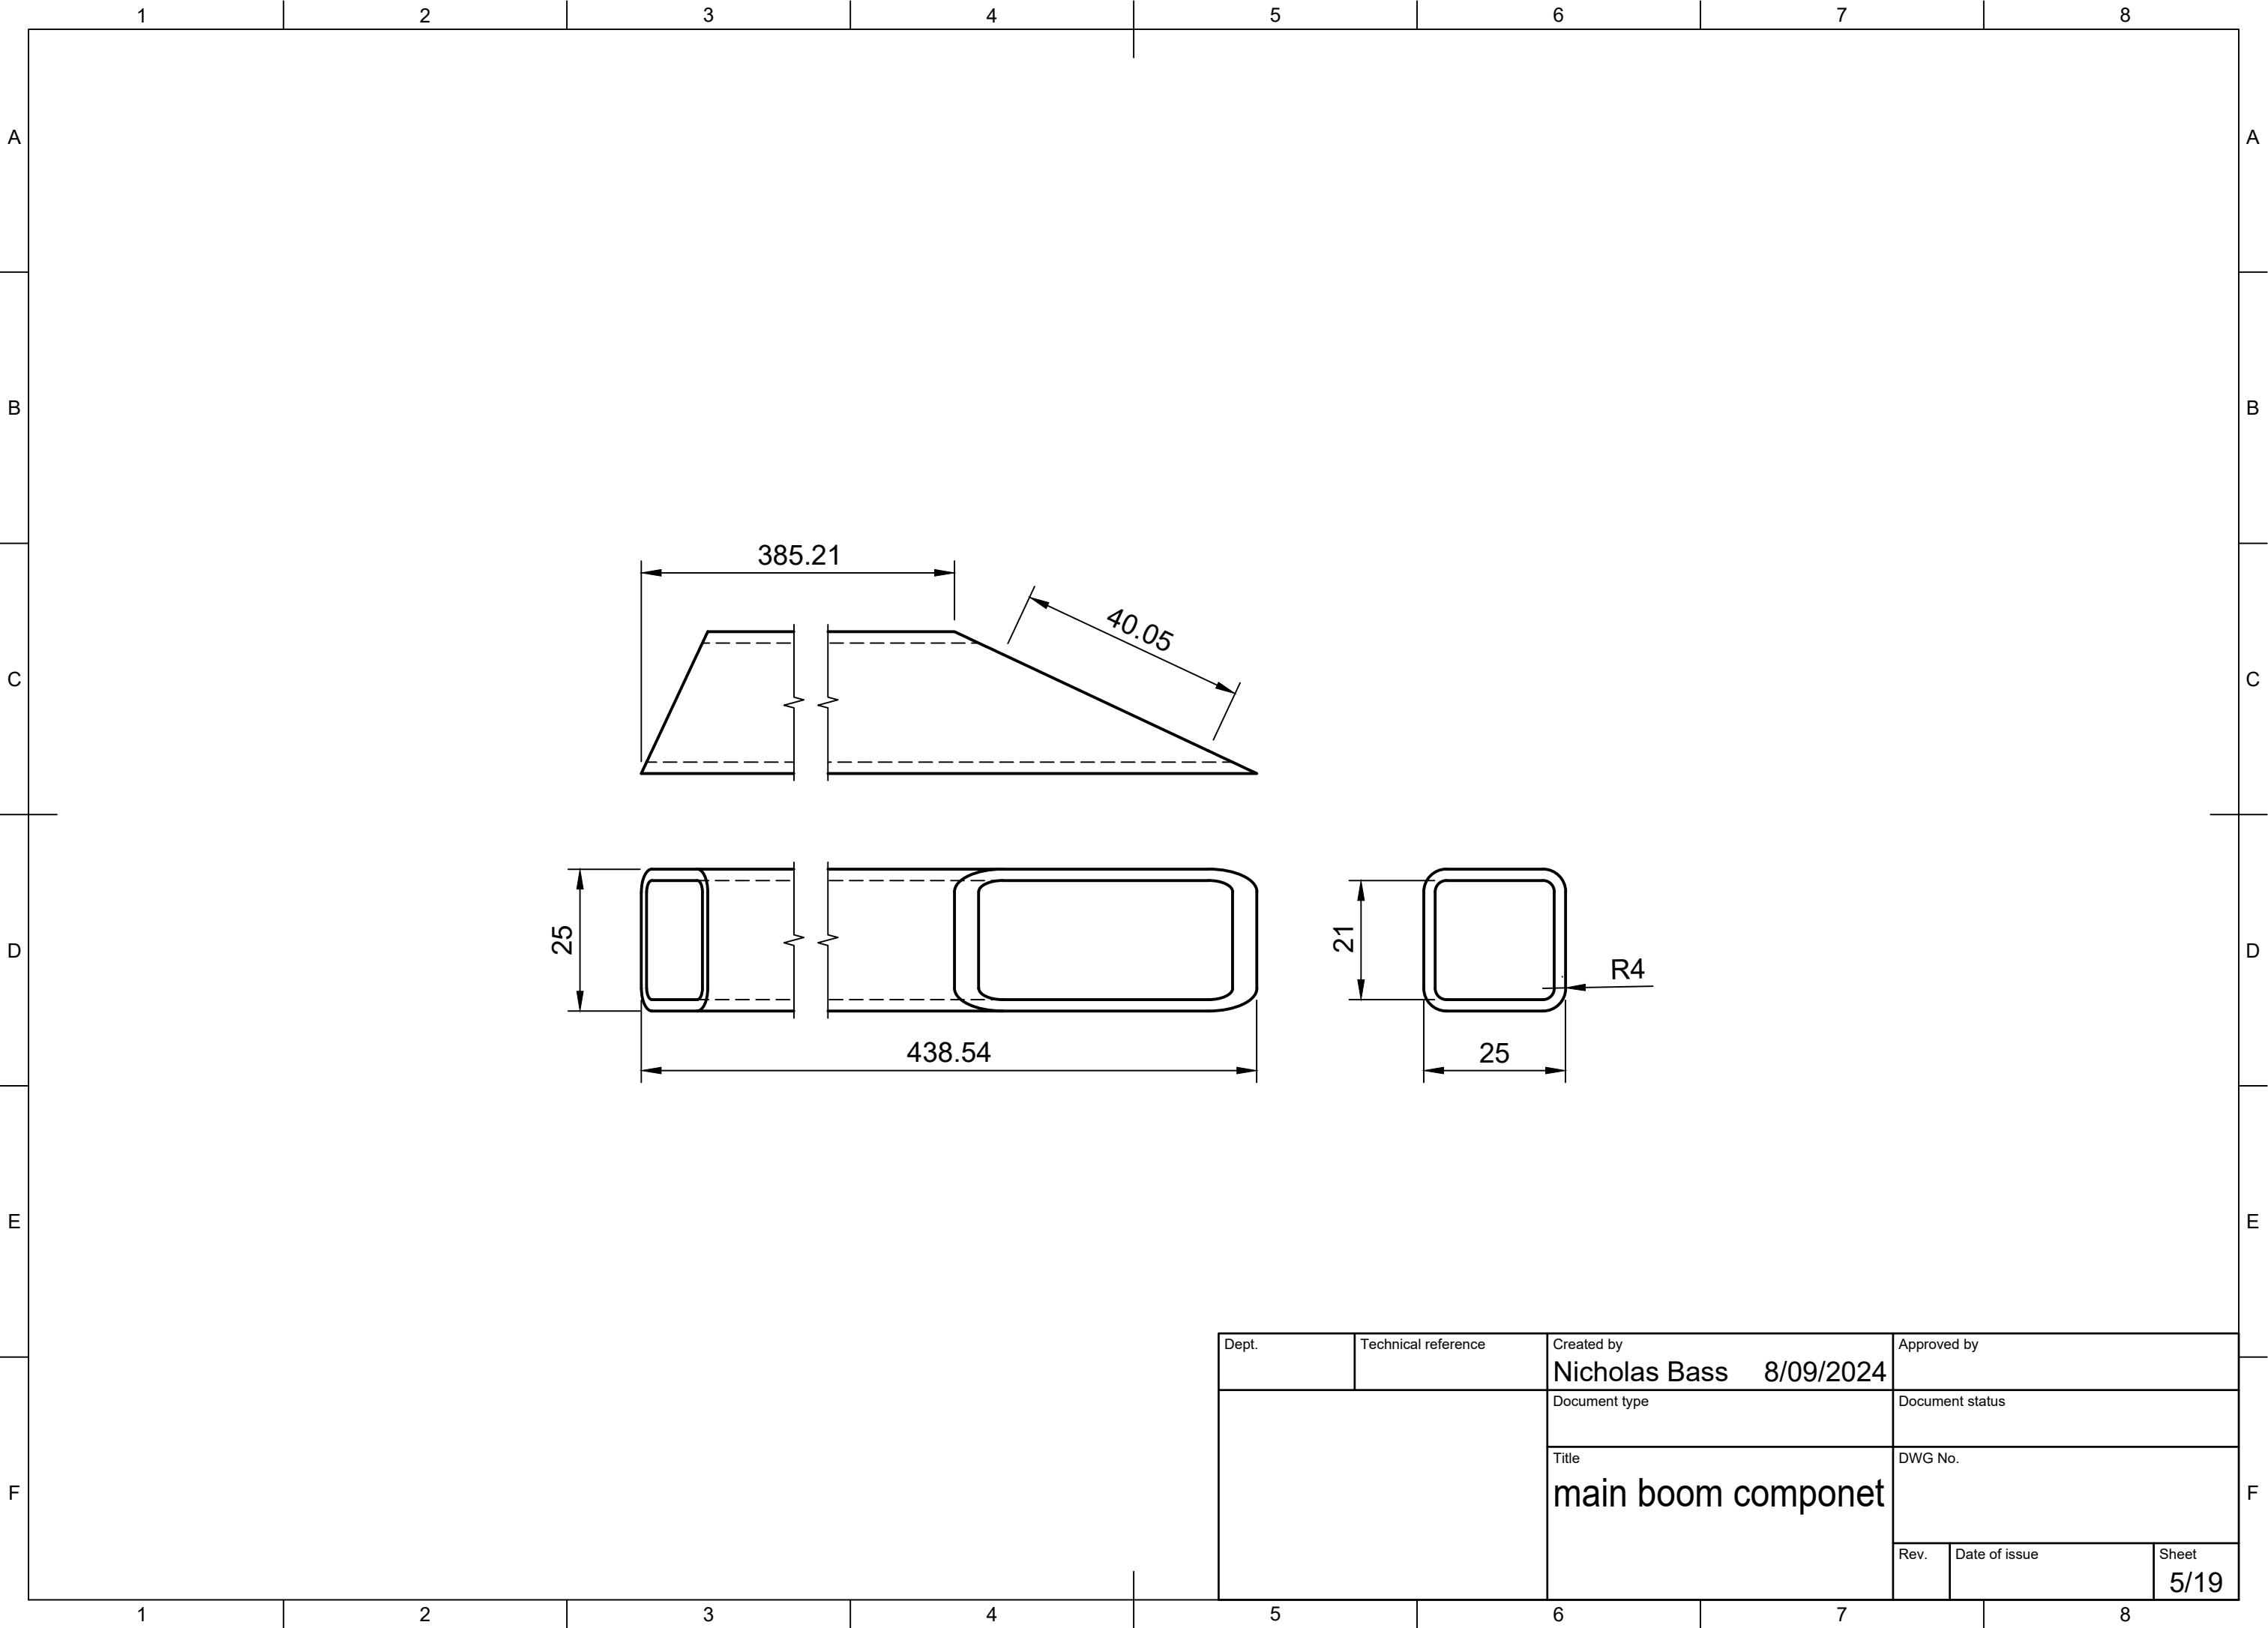 1 2 3 4 5 6 7 8
A A
B B
385.21
40.05
C C
25
21
R4
D D
438.54
25
E E
Dept. Technical reference Created by Approved by
Nicholas Bass 8/09/2024
Document type Document status
Title DWG No.
main boom componet
F F
Rev. Date of issue Sheet
5/19
1 2 3 4 5 6 7 8